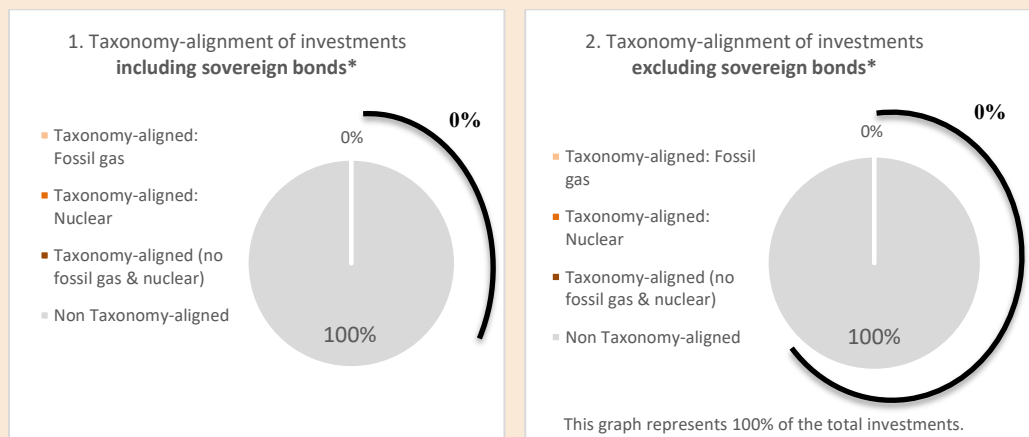 1. Taxonomy-alignment of investments
including sovereign bonds*
0%
0%
Taxonomy-aligned:
Fossil gas
Taxonomy-aligned:
Nuclear
Taxonomy-aligned (no
fossil gas & nuclear)
Non Taxonomy-aligned
100%
2. Taxonomy-alignment of investments
excluding sovereign bonds*
0%
0%
Taxonomy-aligned: Fossil
gas
Taxonomy-aligned:
Nuclear
Taxonomy-aligned (no
fossil gas & nuclear)
Non Taxonomy-aligned
100%
This graph represents 100% of the total investments.